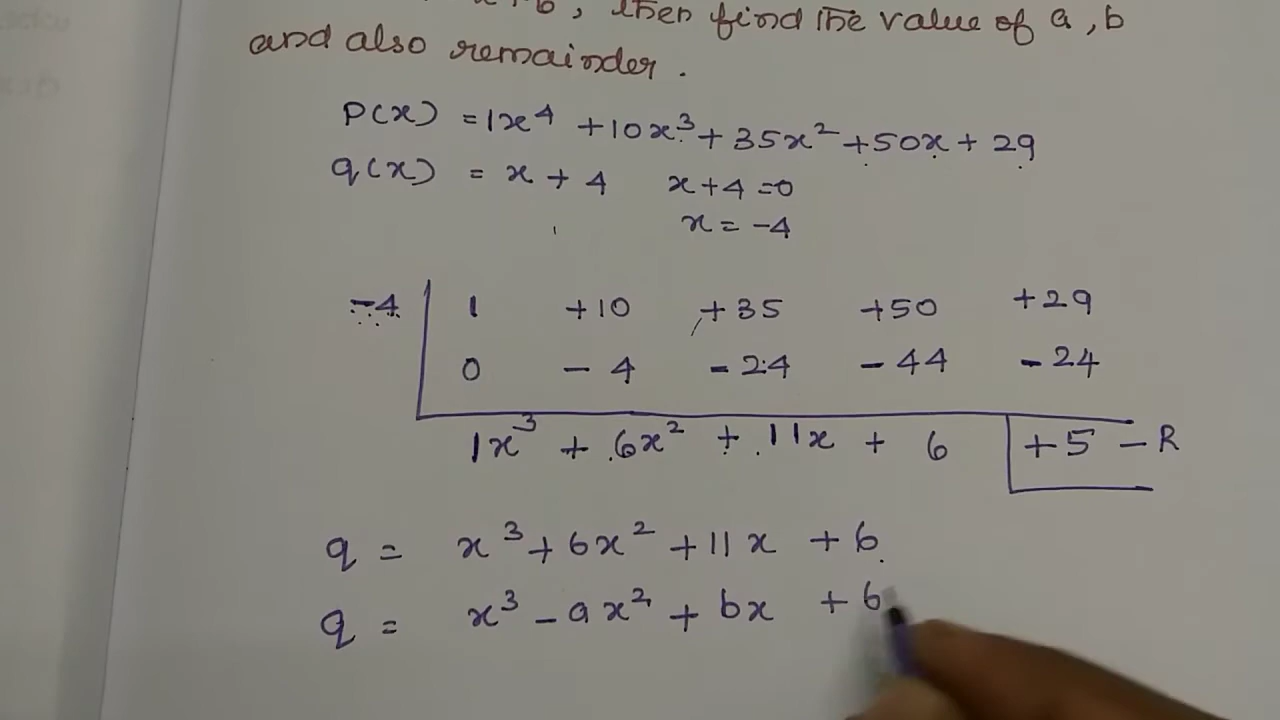 b, then find the value of a, b
and also remainder.
P(x) = 1x⁴ + 10x³ + 35x² + 50x + 29
q(x) = x + 4 x + 4 = 0
x = -4
-4 1 +10 +35 +50 +29
0 - 4 - 24 - 44 - 24
1x³ + 6x² + 11x + 6 +5 - R
q = x³ + 6x² + 11x + 6
q = x³ - ax² + bx + 6